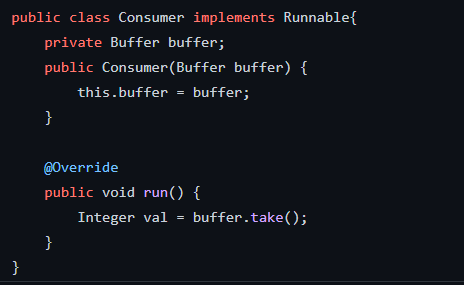 public class Consumer implements Runnable{
    private Buffer buffer;
    public Consumer(Buffer buffer) {
        this.buffer = buffer;
    }

    @Override
    public void run() {
        Integer val = buffer.take();
    }
}